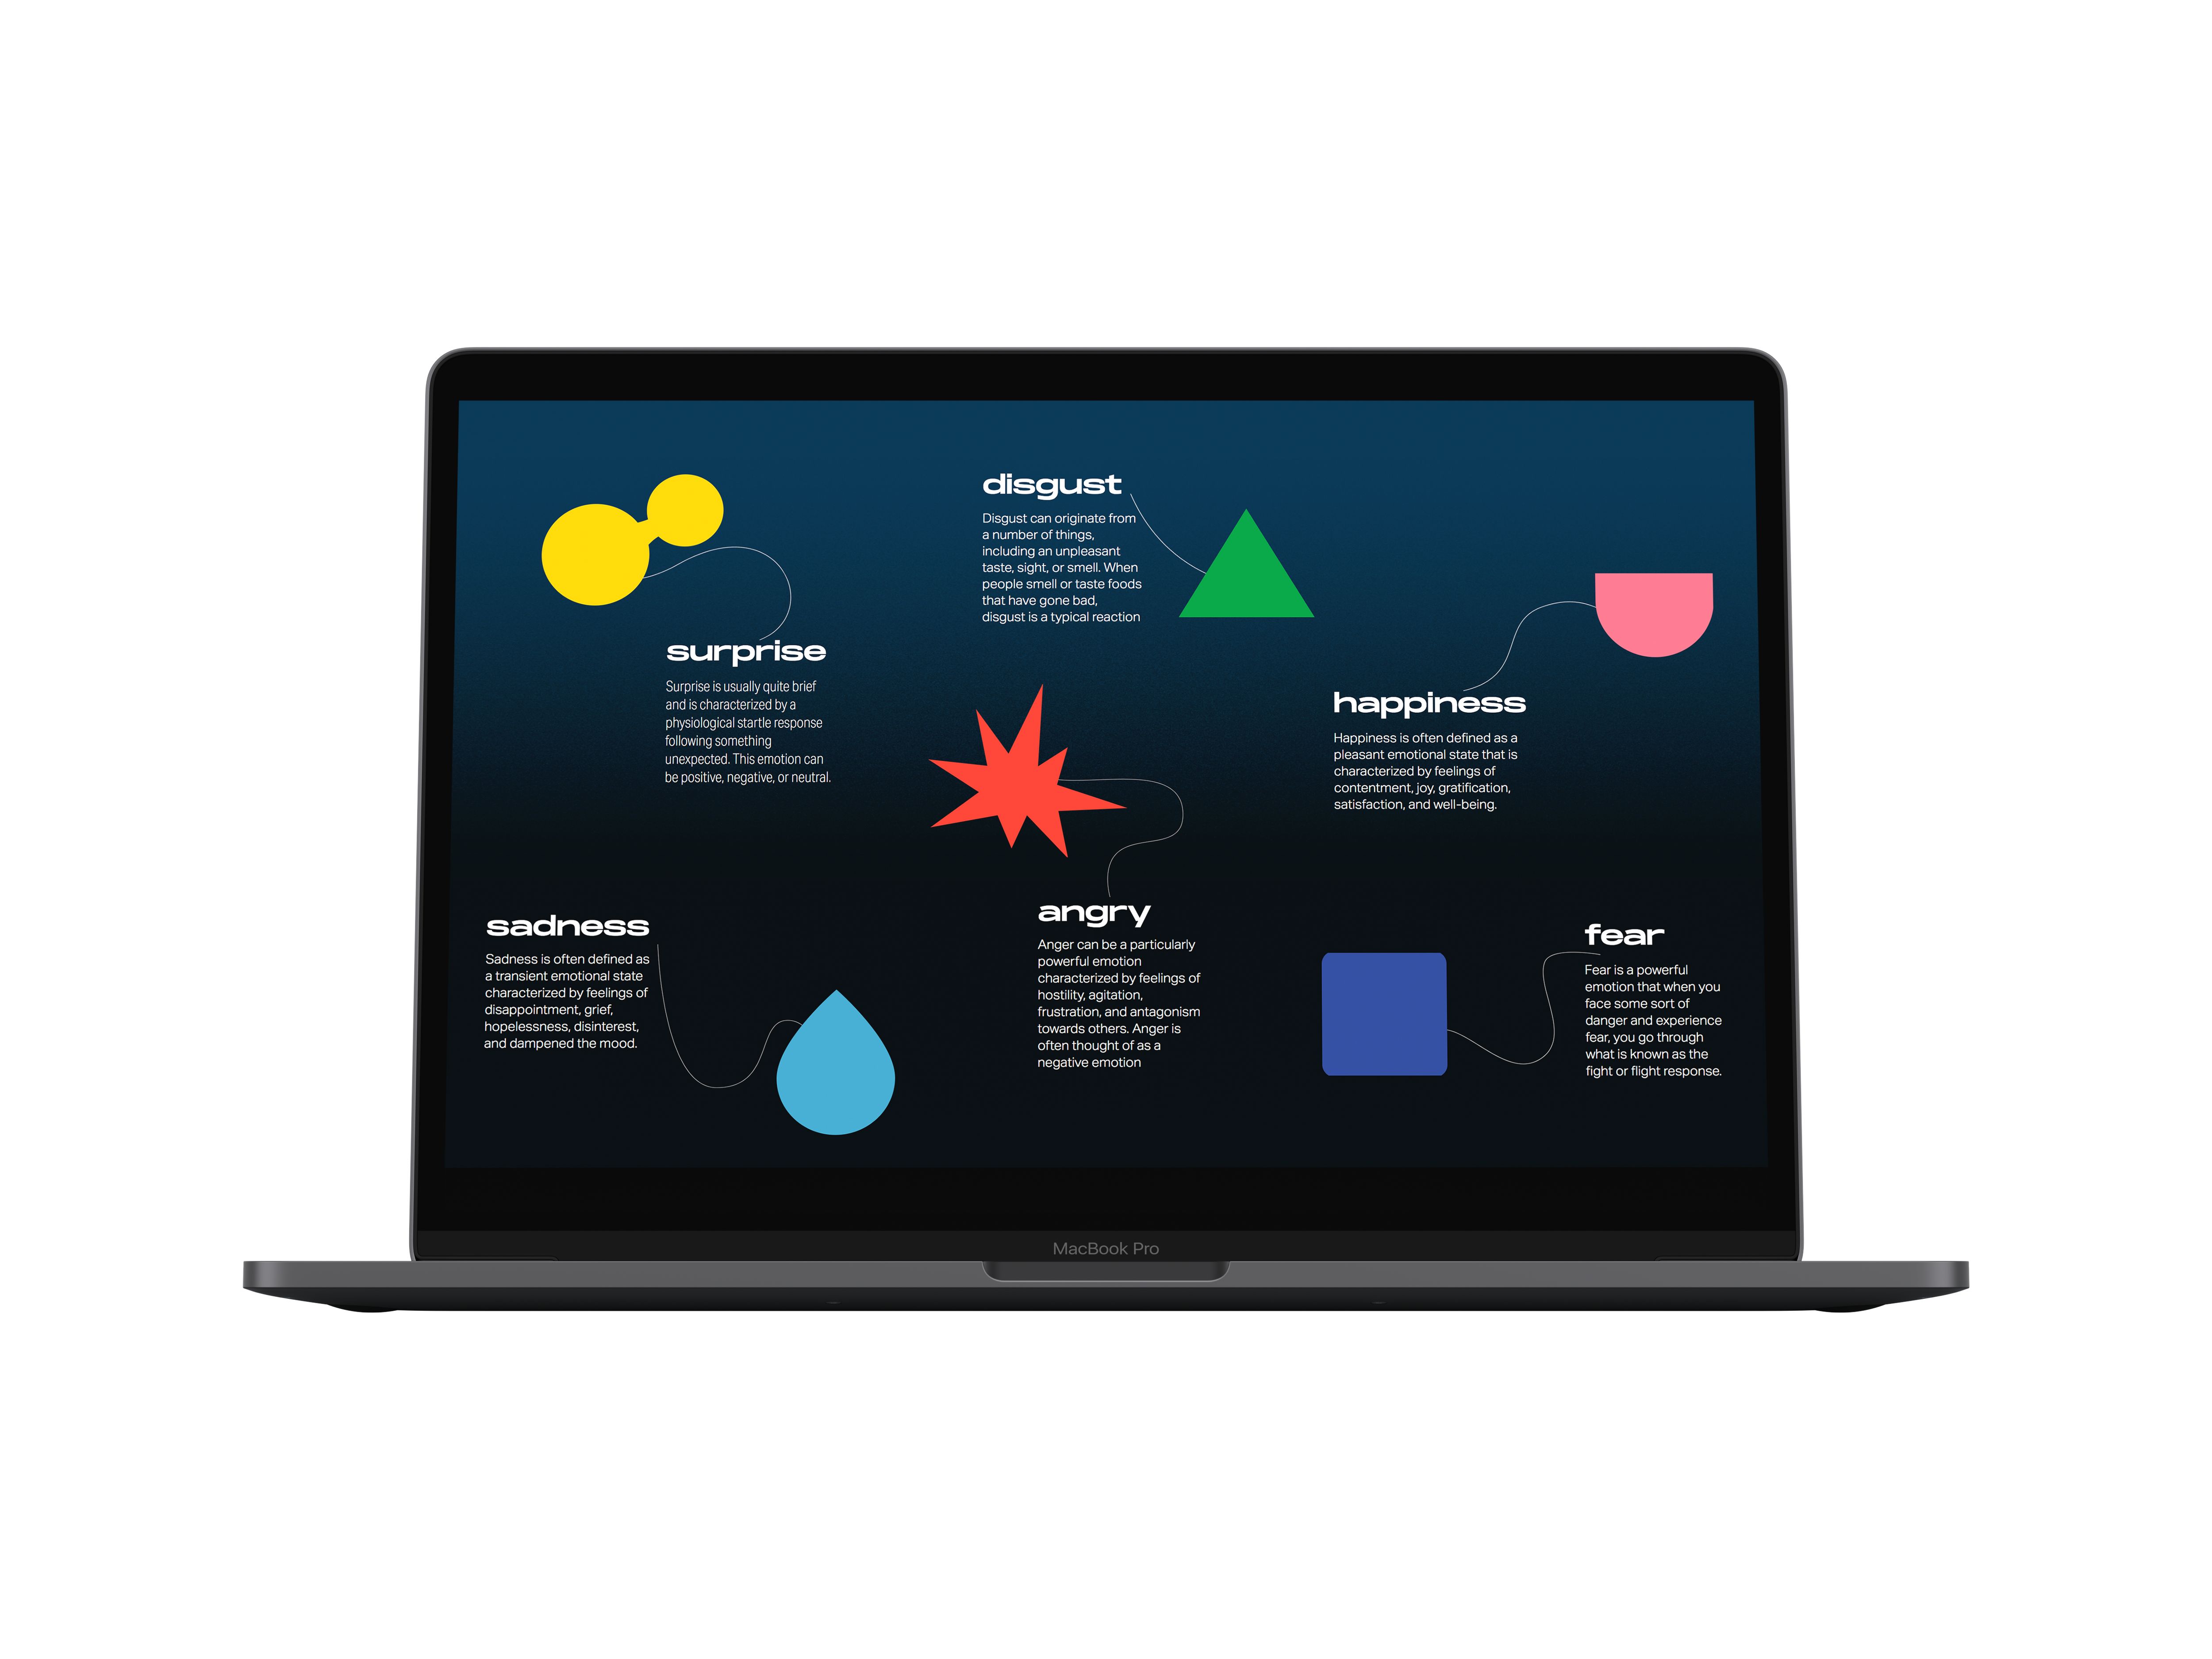 disgust
Disgust can originate from
a number of things,
including an unpleasant
taste, sight, or smell. When
people smell or taste foods
that have gone bad,
disgust is a typical reaction
surprise
Surprise is usually quite brief
and is characterized by a
physiological startle response
following something
unexpected. This emotion can
be positive, negative, or neutral.
happiness
Happiness is often defined as a
pleasant emotional state that is
characterized by feelings of
contentment, joy, gratification,
satisfaction, and well-being.
sadness
Sadness is often defined as
a transient emotional state
characterized by feelings of
disappointment, grief,
hopelessness, disinterest,
and dampened the mood.
angry
Anger can be a particularly
powerful emotion
characterized by feelings of
hostility, agitation,
frustration, and antagonism
towards others. Anger is
often thought of as a
negative emotion
fear
Fear is a powerful
emotion that when you
face some sort of
danger and experience
fear, you go through
what is known as the
fight or flight response.
MacBook Pro